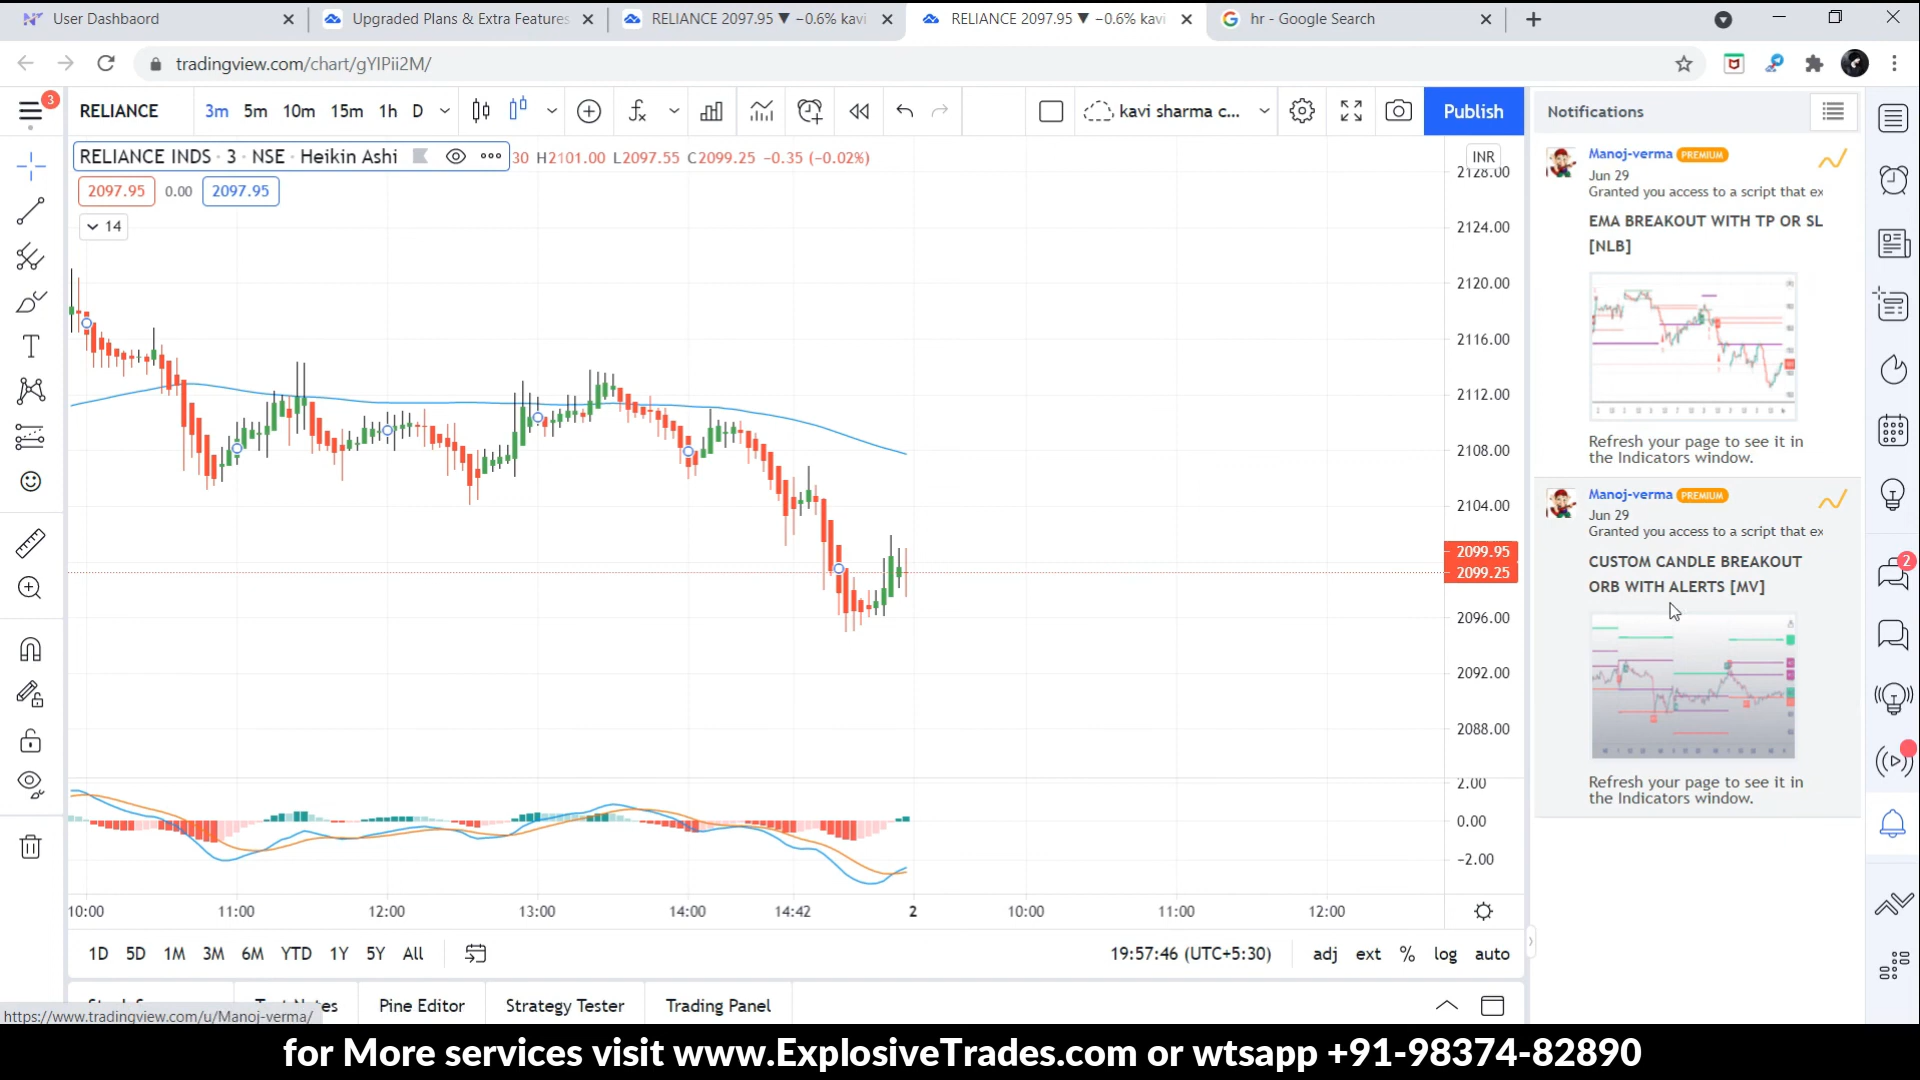 User Dashbaord
Upgraded Plans & Extra Features
RELIANCE 2097.95 ▼ −0.6% kavi
RELIANCE 2097.95 ▼ −0.6% kavi
hr - Google Search
tradingview.com/chart/gYIPii2M/
3
RELIANCE
3m 5m 10m 15m 1h D
kavi sharma c...
Publish
Notifications
RELIANCE INDS · 3 · NSE · Heikin Ashi
30 H2101.00 L2097.55 C2099.25 −0.35 (−0.02%)
2097.95 0.00 2097.95
14
INR
2128.00
2124.00
2120.00
2116.00
2112.00
2108.00
2104.00
2099.95
2099.25
2096.00
2092.00
2088.00
2.00
0.00
−2.00
10:00 11:00 12:00 13:00 14:00 14:42 2 10:00 11:00 12:00
1D 5D 1M 3M 6M YTD 1Y 5Y All
19:57:46 (UTC+5:30) adj ext % log auto
Pine Editor Strategy Tester Trading Panel
https://www.tradingview.com/u/Manoj-verma/
Manoj-verma PREMIUM
Jun 29
Granted you access to a script that ex
EMA BREAKOUT WITH TP OR SL
[NLB]
Refresh your page to see it in
the Indicators window.
Manoj-verma PREMIUM
Jun 29
Granted you access to a script that ex
CUSTOM CANDLE BREAKOUT
ORB WITH ALERTS [MV]
Refresh your page to see it in
the Indicators window.
2
for More services visit www.ExplosiveTrades.com or wtsapp +91-98374-82890